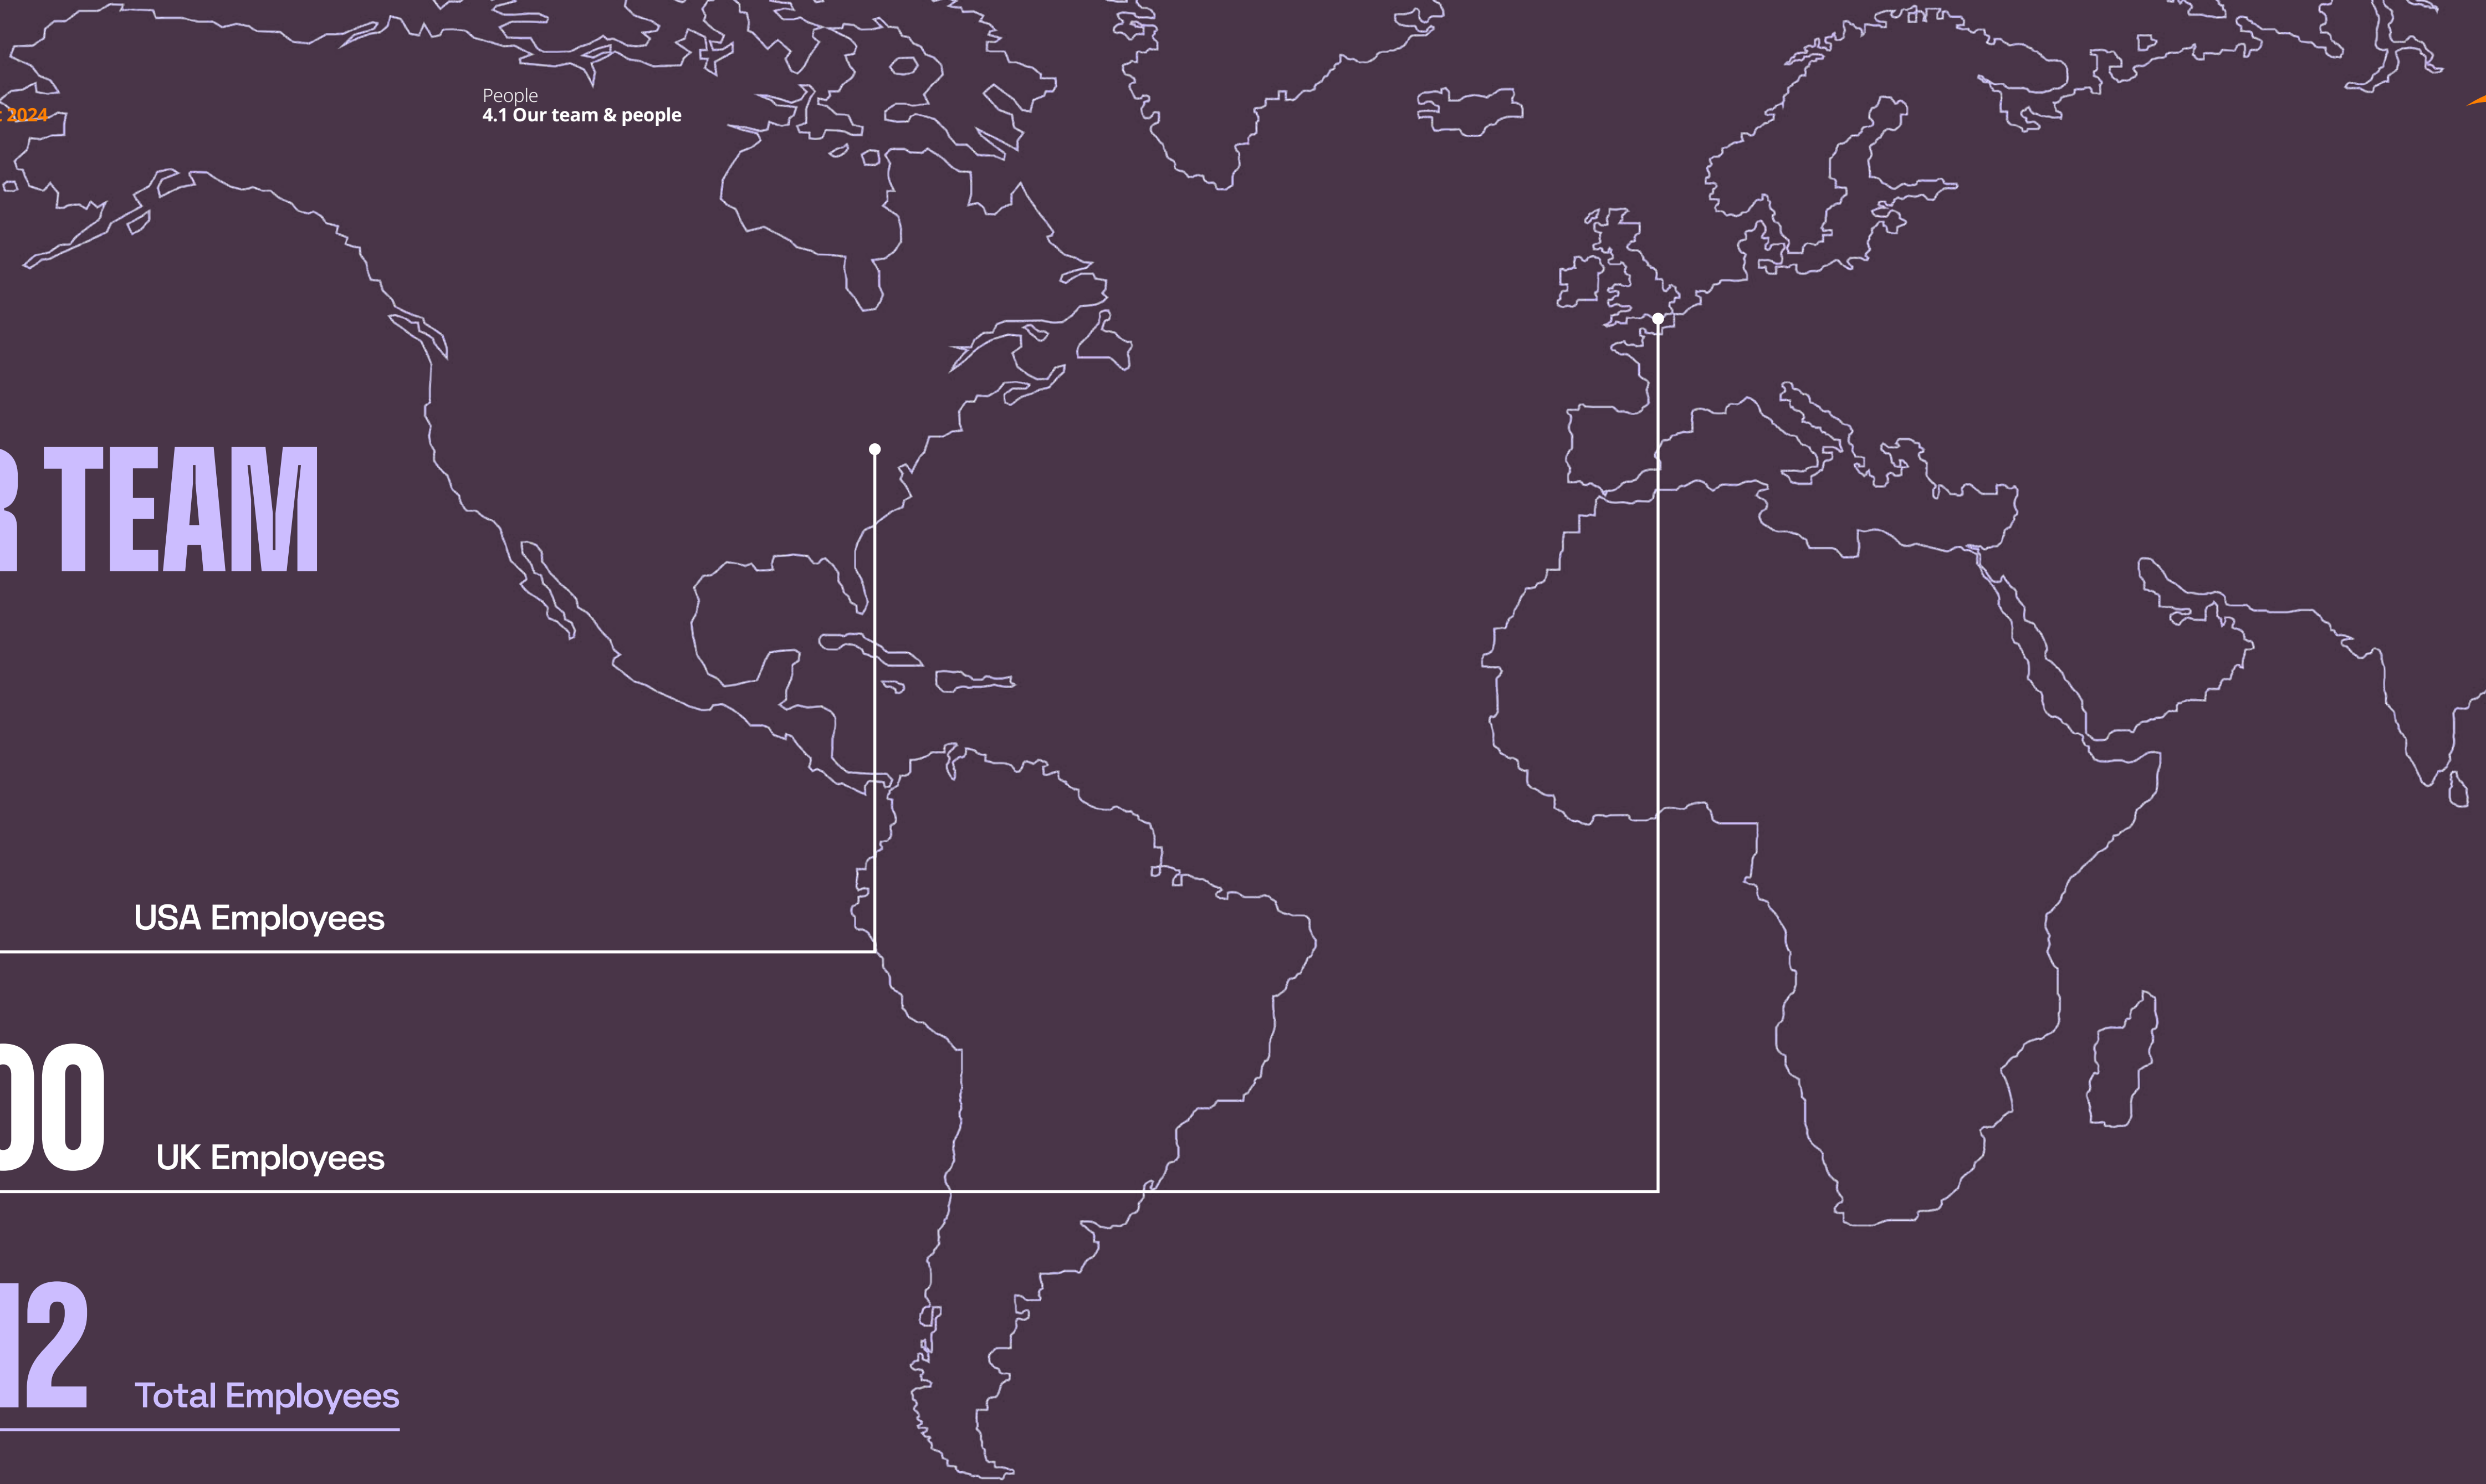 2024
People
4.1 Our team & people
TEAM
USA Employees
00
UK Employees
12
Total Employees